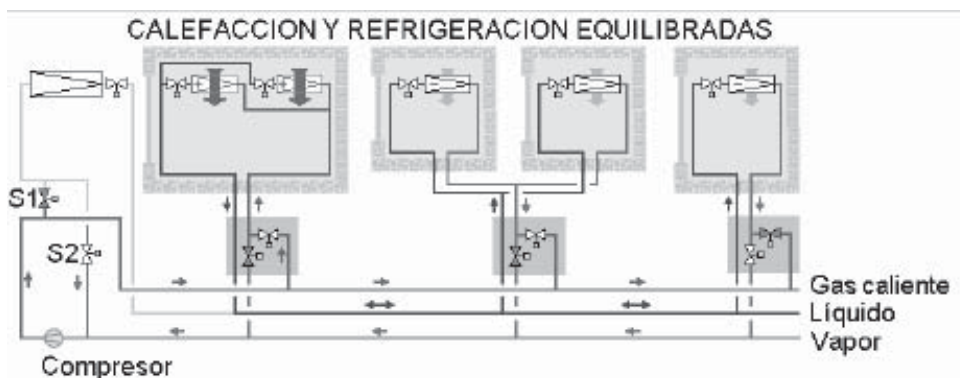 CALEFACCION Y REFRIGERACION EQUILIBRADAS
S1
S2
Gas caliente
Líquido
Vapor
Compresor